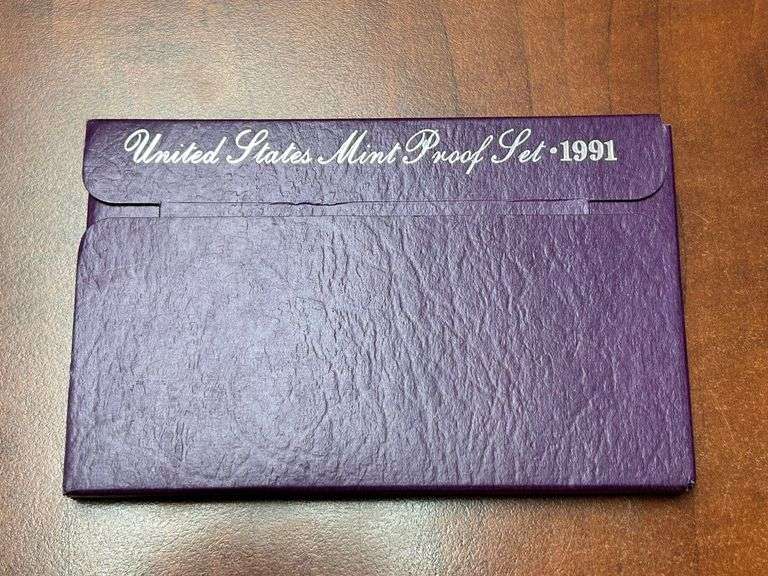 United States Mint Proof Set • 1991